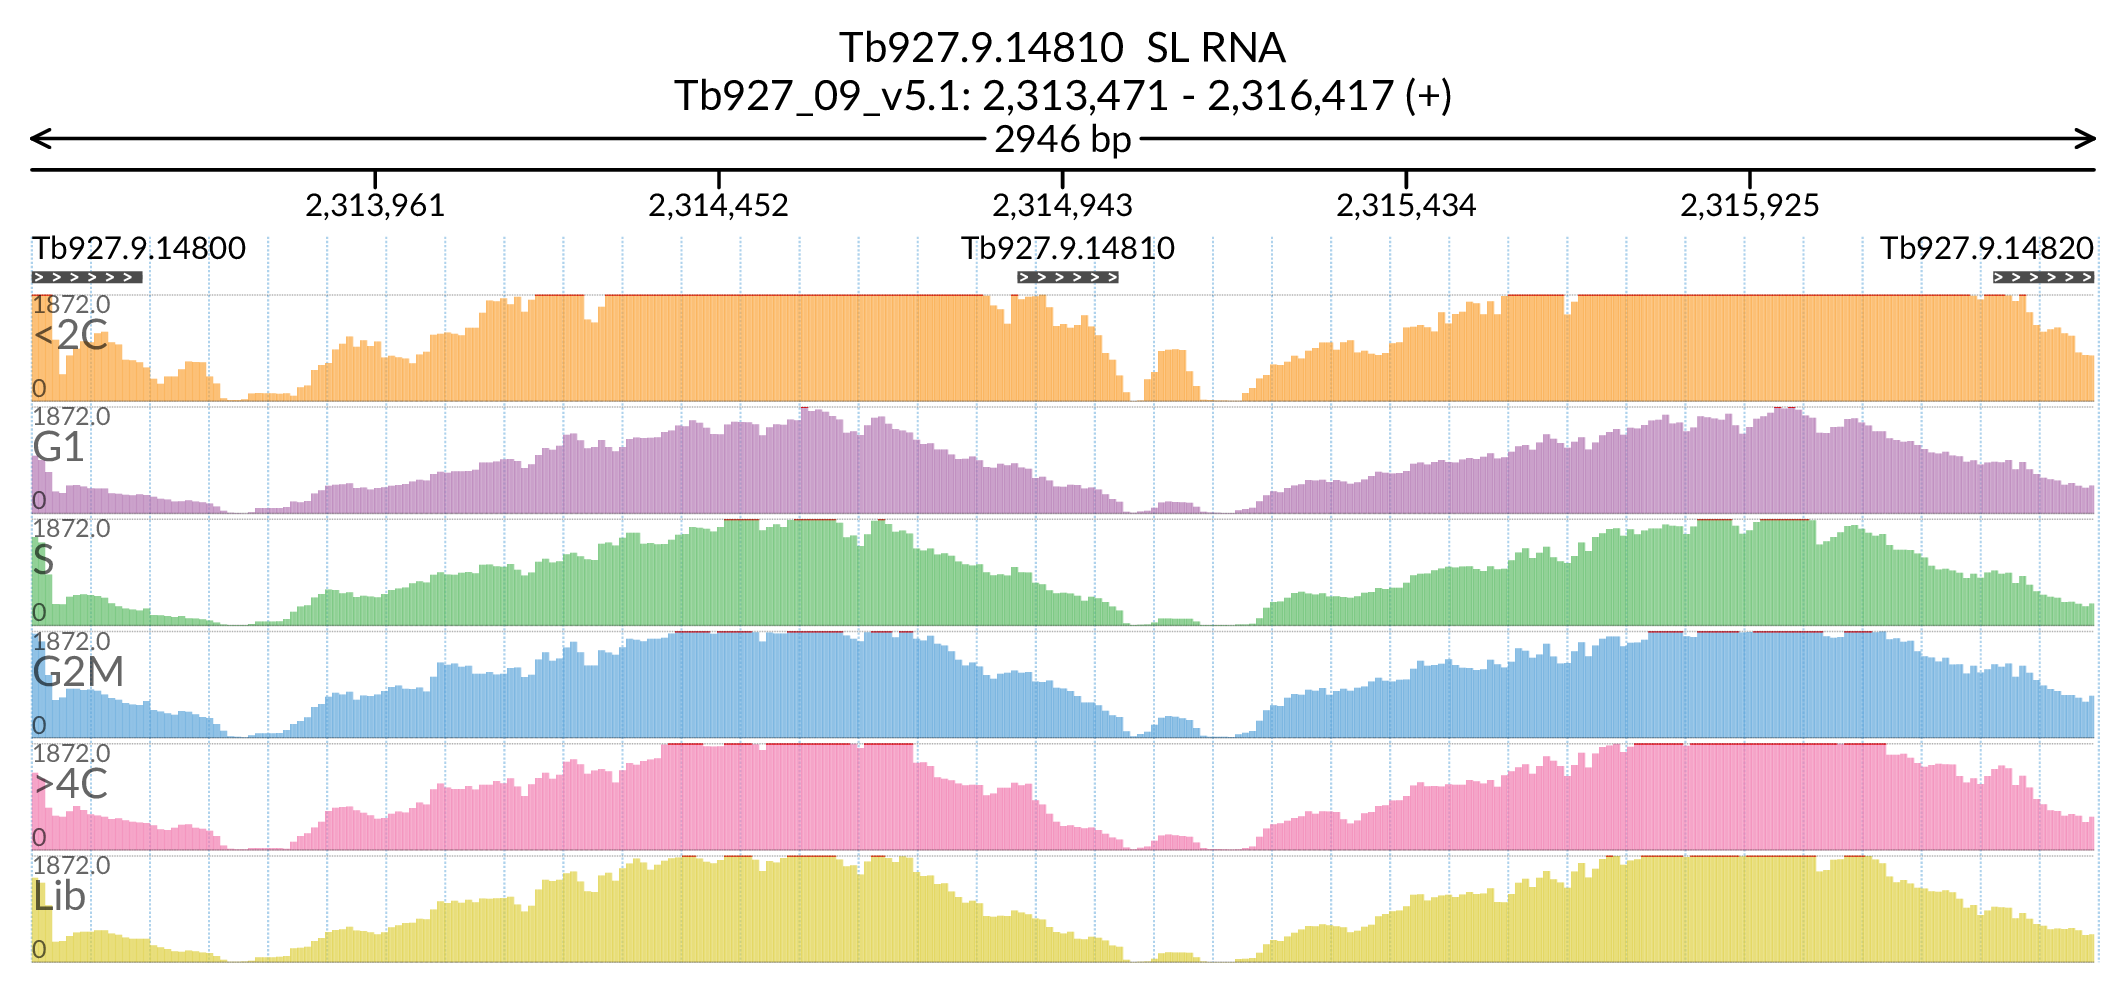 Tb927.9.14810 SL RNA
Tb927_09_v5.1: 2,313,471 - 2,316,417 (+)
2946 bp
2,313,961 2,314,452 2,314,943 2,315,434 2,315,925
Tb927.9.14800 Tb927.9.14810 Tb927.9.14820
1872.0
<2C
0
1872.0
G1
0
1872.0
S
0
1872.0
G2M
0
1872.0
>4C
0
1872.0
Lib
0